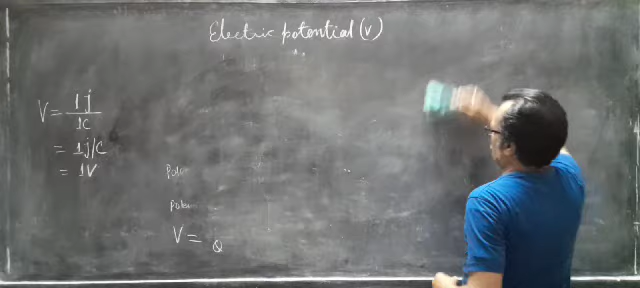 Electric potential (V)
V = 1j
1C
= 1j/C
= 1V
V = Q